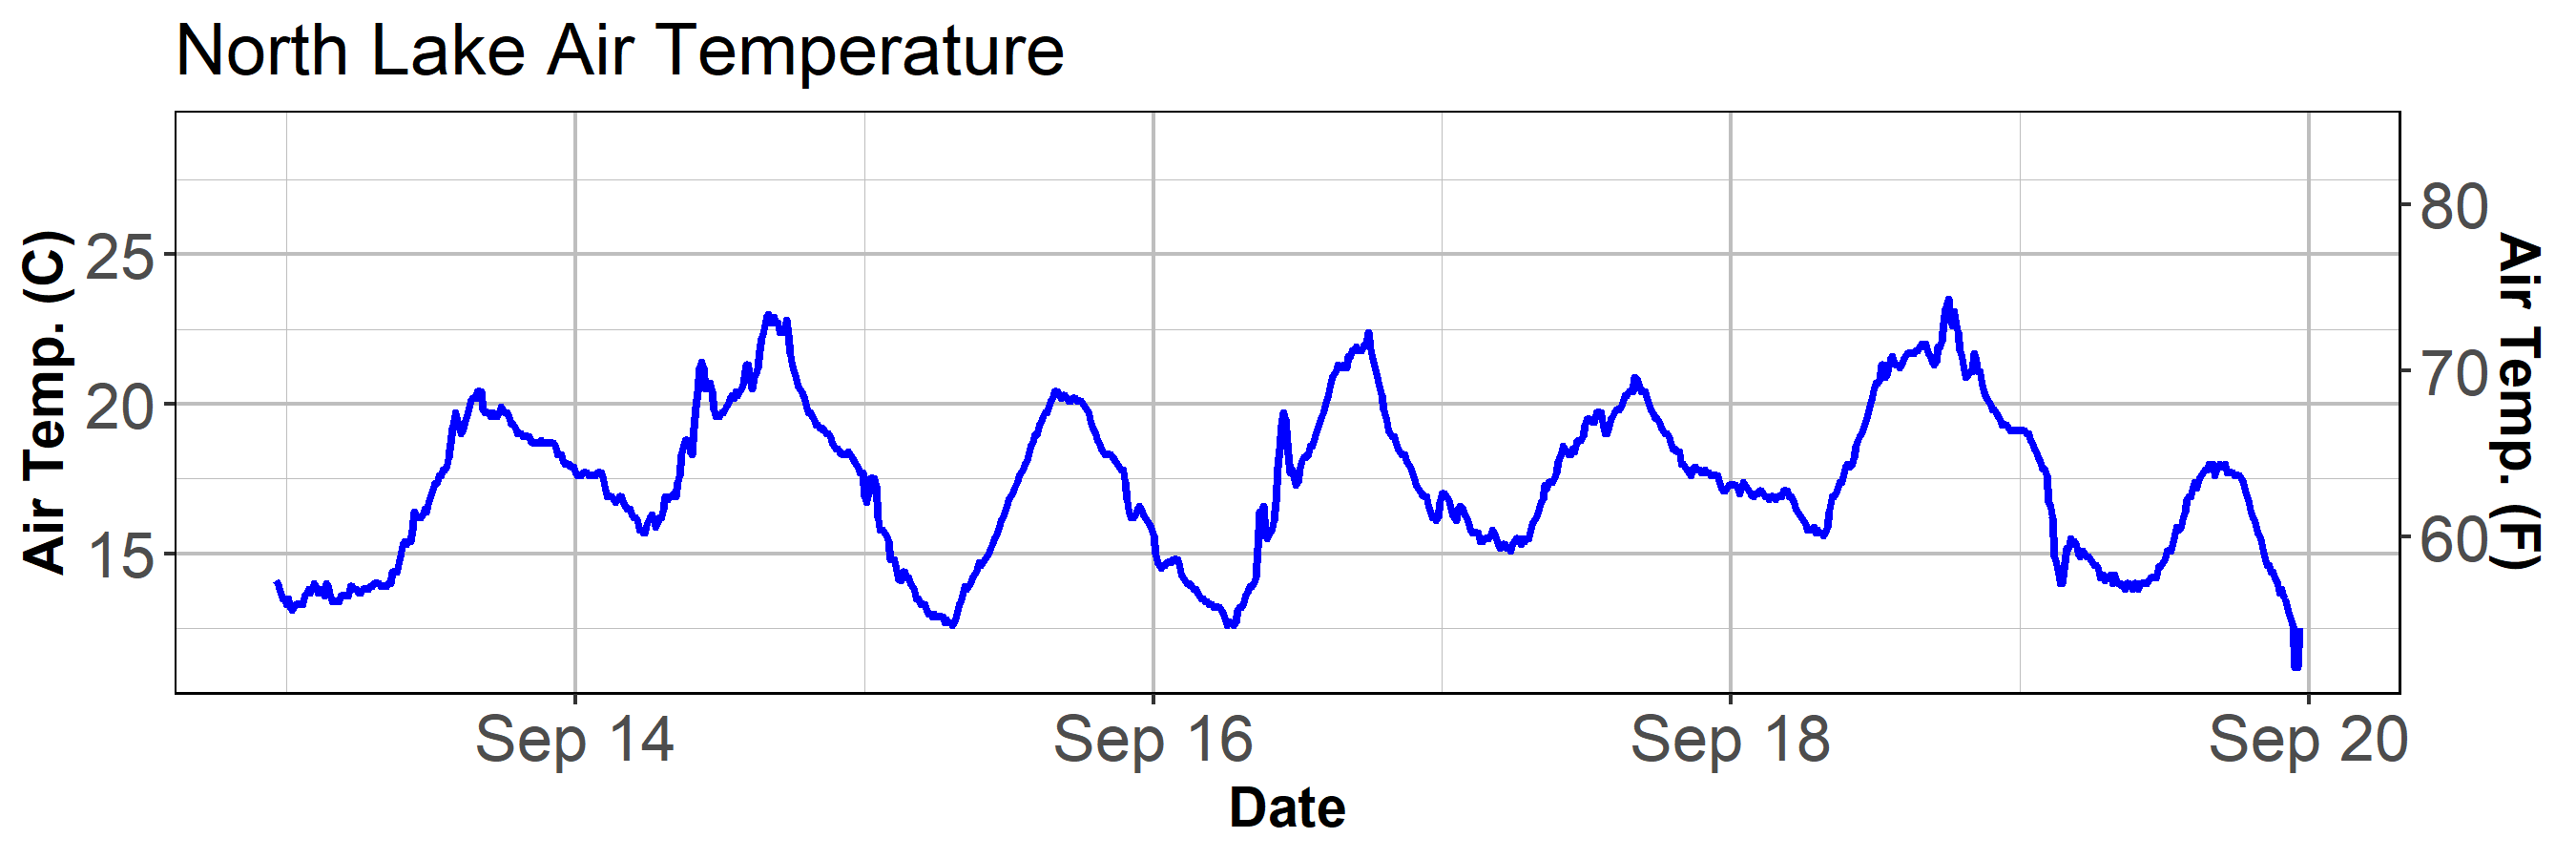 North Lake Air Temperature
Air Temp. (C)
25
20
15
80
70
60
Air Temp. (F)
Sep 14
Sep 16
Sep 18
Sep 20
Date